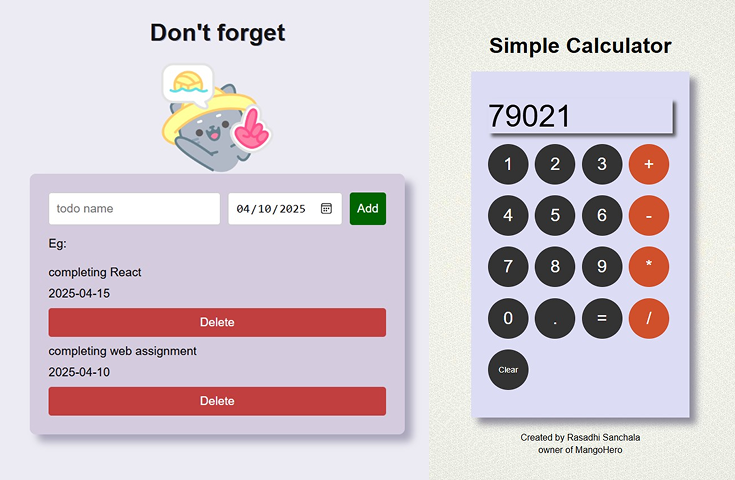 Don't forget
todo name
04/10/2025
Add
Eg:
completing React
2025-04-15
Delete
completing web assignment
2025-04-10
Delete
Simple Calculator
79021
1 2 3 +
4 5 6 -
7 8 9 *
0 . = /
Clear
Created by Rasadhi Sanchala
owner of MangoHero